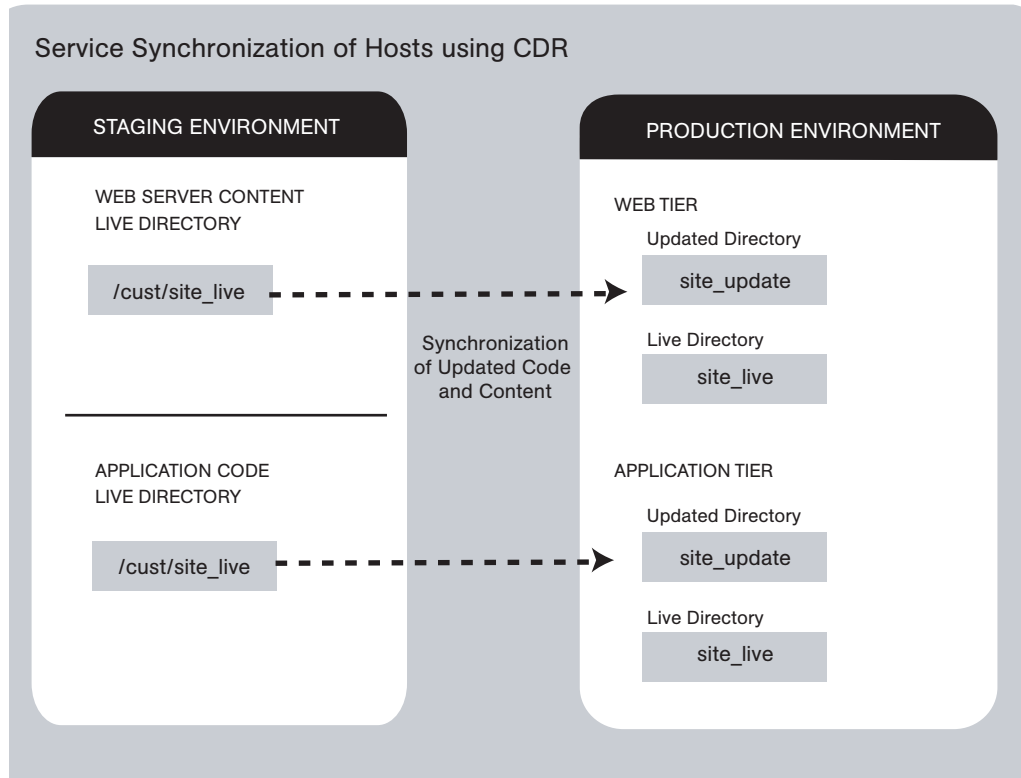 Service Synchronization of Hosts using CDR
STAGING ENVIRONMENT
WEB SERVER CONTENT
LIVE DIRECTORY
/cust/site_live
APPLICATION CODE
LIVE DIRECTORY
/cust/site_live
Synchronization
of Updated Code
and Content
PRODUCTION ENVIRONMENT
WEB TIER
Updated Directory
site_update
Live Directory
site_live
APPLICATION TIER
Updated Directory
site_update
Live Directory
site_live